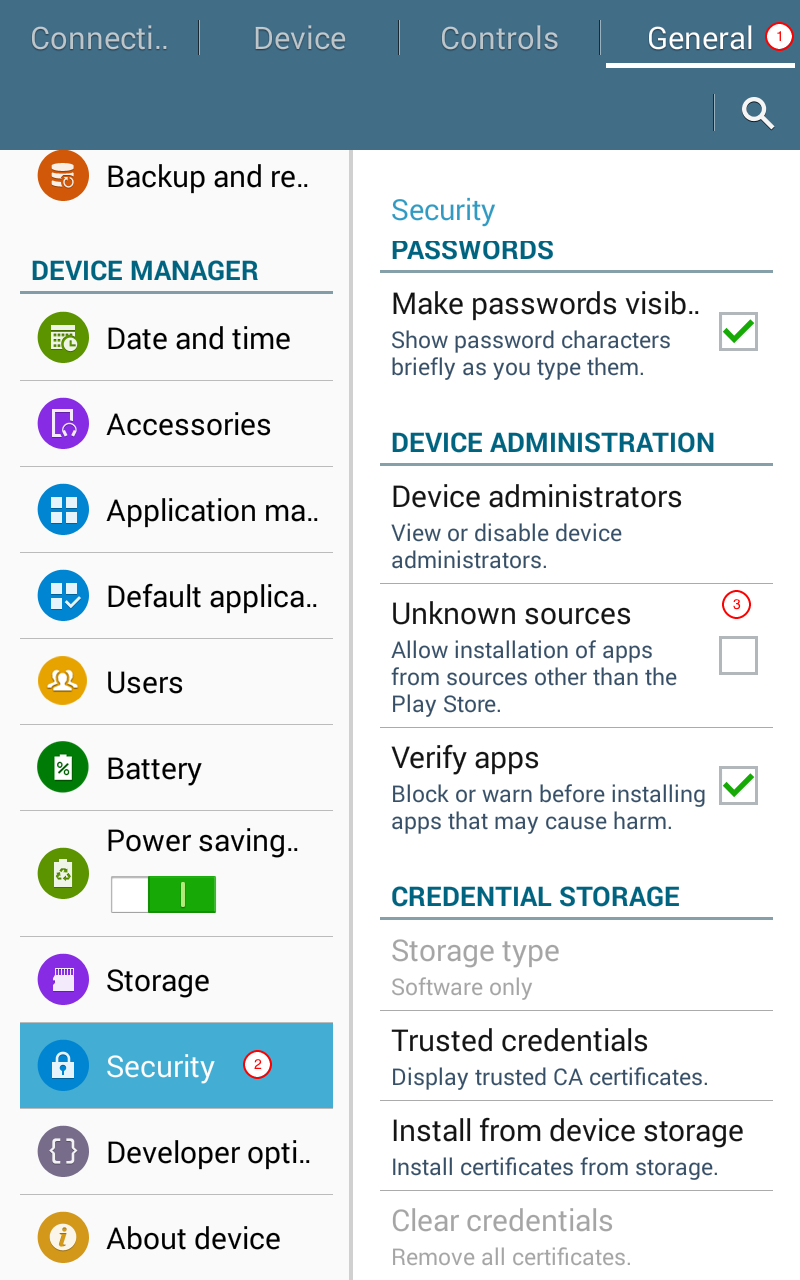 Connecti..
Device
Controls
General
1
Backup and re..
DEVICE MANAGER
Date and time
Accessories
Application ma..
Default applica..
Users
Battery
Power saving..
Storage
Security
2
Developer opti..
About device
Security
PASSWORDS
Make passwords visib..
Show password characters
briefly as you type them.
DEVICE ADMINISTRATION
Device administrators
View or disable device
administrators.
Unknown sources
3
Allow installation of apps
from sources other than the
Play Store.
Verify apps
Block or warn before installing
apps that may cause harm.
CREDENTIAL STORAGE
Storage type
Software only
Trusted credentials
Display trusted CA certificates.
Install from device storage
Install certificates from storage.
Clear credentials
Remove all certificates.